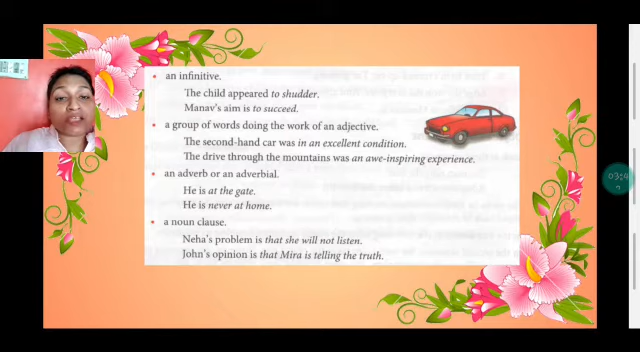 • an infinitive.
The child appeared to shudder.
Manav's aim is to succeed.
• a group of words doing the work of an adjective.
The second-hand car was in an excellent condition.
The drive through the mountains was an awe-inspiring experience.
• an adverb or an adverbial.
He is at the gate.
He is never at home.
• a noun clause.
Neha's problem is that she will not listen.
John's opinion is that Mira is telling the truth.